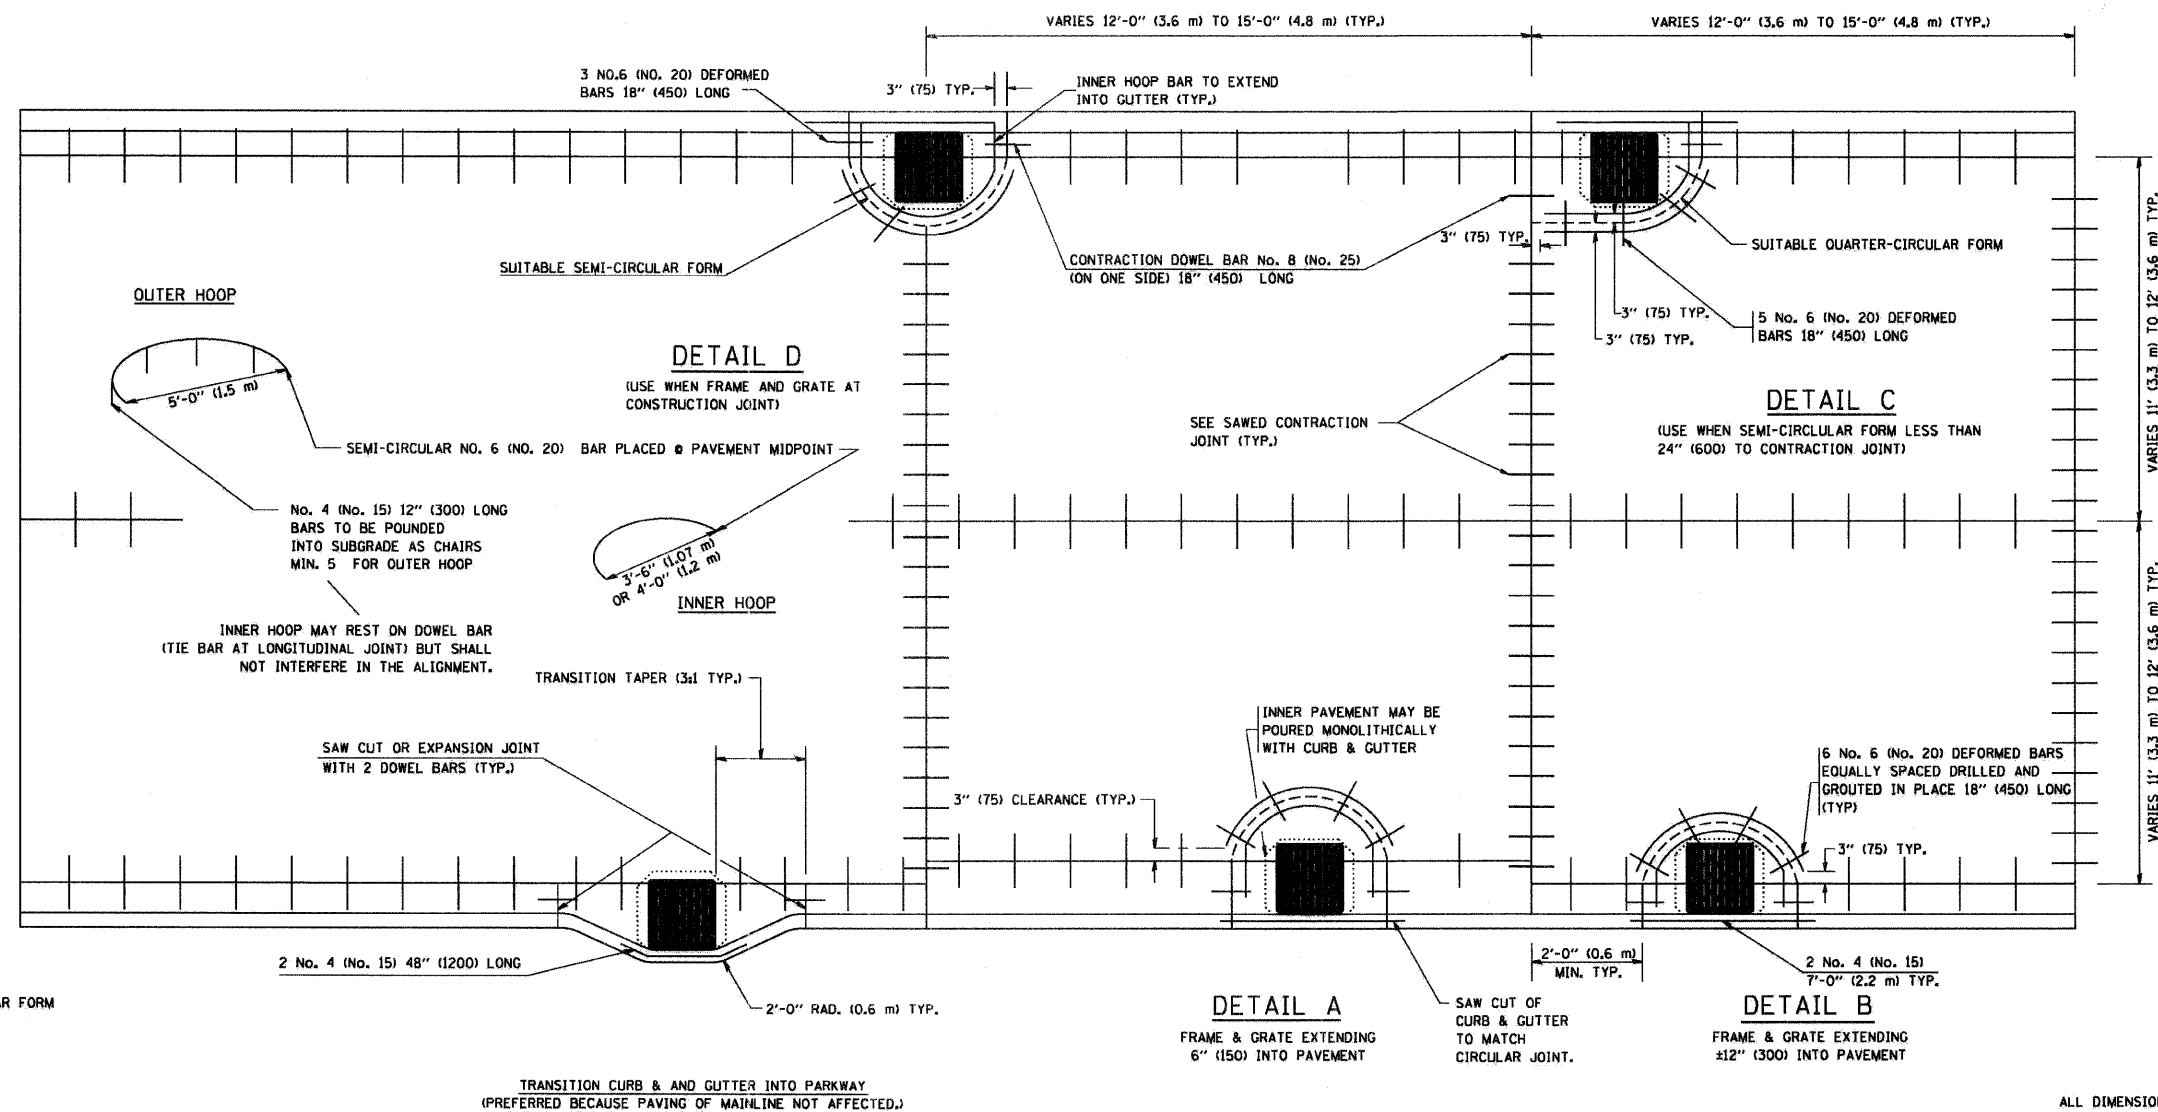 VARIES 12'-0" (3.6 m) TO 15'-0" (4.8 m) (TYP.)
VARIES 12'-0" (3.6 m) TO 15'-0" (4.8 m) (TYP.)
3 NO.6 (NO. 20) DEFORMED
BARS 18" (450) LONG
3" (75) TYP.
INNER HOOP BAR TO EXTEND
INTO GUTTER (TYP.)
SUITABLE SEMI-CIRCULAR FORM
CONTRACTION DOWEL BAR No. 8 (No. 25)
(ON ONE SIDE) 18" (450) LONG
3" (75) TYP.
SUITABLE QUARTER-CIRCULAR FORM
3" (75) TYP.
3" (75) TYP.
5 No. 6 (No. 20) DEFORMED
BARS 18" (450) LONG
VARIES 11' (3.3 m) TO 12' (3.6 m) TYP.
OUTER HOOP
5'-0" (1.5 m)
DETAIL D
(USE WHEN FRAME AND GRATE AT
CONSTRUCTION JOINT)
SEMI-CIRCULAR NO. 6 (NO. 20) BAR PLACED @ PAVEMENT MIDPOINT
SEE SAWED CONTRACTION
JOINT (TYP.)
DETAIL C
(USE WHEN SEMI-CIRCLULAR FORM LESS THAN
24" (600) TO CONTRACTION JOINT)
No. 4 (No. 15) 12" (300) LONG
BARS TO BE POUNDED
INTO SUBGRADE AS CHAIRS
MIN. 5 FOR OUTER HOOP
3'-6" (1.07 m)
OR 4'-0" (1.2 m)
INNER HOOP
INNER HOOP MAY REST ON DOWEL BAR
(TIE BAR AT LONGITUDINAL JOINT) BUT SHALL
NOT INTERFERE IN THE ALIGNMENT.
TRANSITION TAPER (3:1 TYP.)
SAW CUT OR EXPANSION JOINT
WITH 2 DOWEL BARS (TYP.)
INNER PAVEMENT MAY BE
POURED MONOLITHICALLY
WITH CURB & GUTTER
3" (75) CLEARANCE (TYP.)
6 No. 6 (No. 20) DEFORMED BARS
EQUALLY SPACED DRILLED AND
GROUTED IN PLACE 18" (450) LONG
(TYP)
3" (75) TYP.
VARIES 11' (3.3 m) TO 12' (3.6 m) TYP.
2 No. 4 (No. 15) 48" (1200) LONG
2'-0" RAD. (0.6 m) TYP.
2'-0" (0.6 m)
MIN. TYP.
2 No. 4 (No. 15)
7'-0" (2.2 m) TYP.
AR FORM
DETAIL A
FRAME & GRATE EXTENDING
6" (150) INTO PAVEMENT
SAW CUT OF
CURB & GUTTER
TO MATCH
CIRCULAR JOINT.
DETAIL B
FRAME & GRATE EXTENDING
±12" (300) INTO PAVEMENT
TRANSITION CURB & AND GUTTER INTO PARKWAY
(PREFERRED BECAUSE PAVING OF MAINLINE NOT AFFECTED.)
ALL DIMENSIO